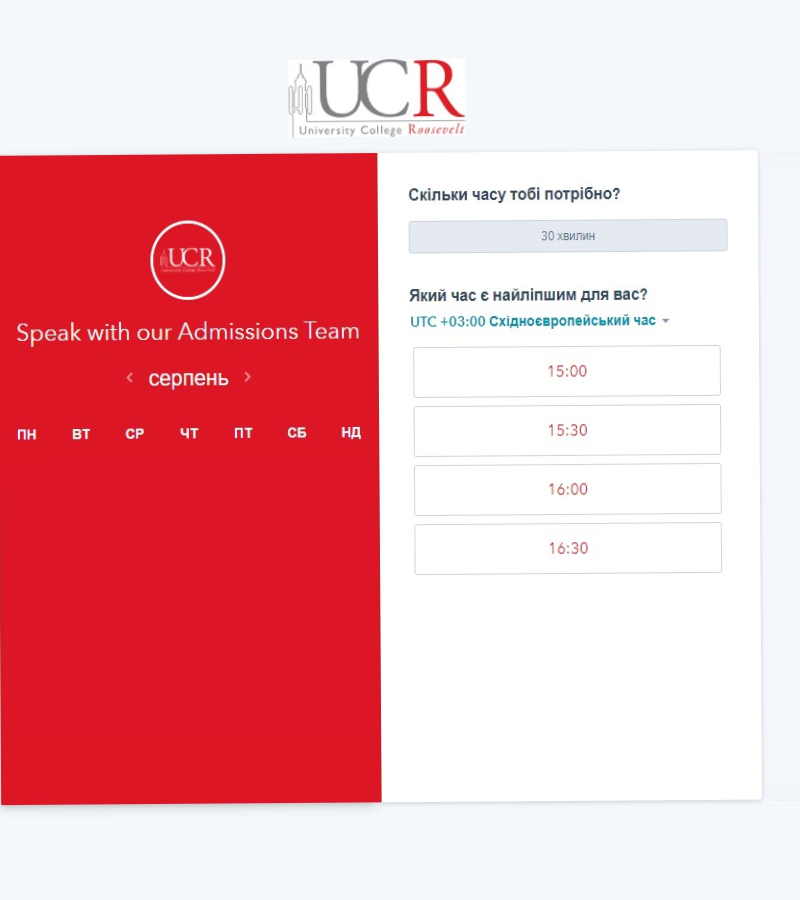 UCR
University College Roosevelt
UCR
Speak with our Admissions Team
серпень
ПН ВТ СР ЧТ ПТ СБ НД
Скільки часу тобі потрібно?
30 хвилин
Який час є найліпшим для вас?
UTC +03:00 Східноєвропейський час
15:00
15:30
16:00
16:30